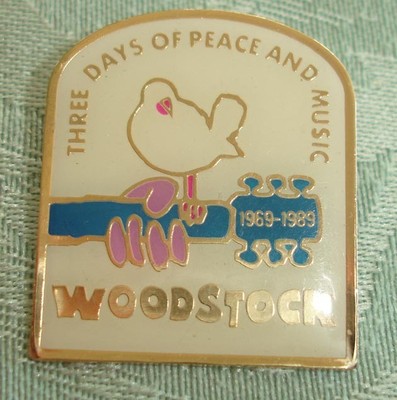 THREE DAYS OF PEACE AND MUSIC
1969-1989
WOODSTOCK